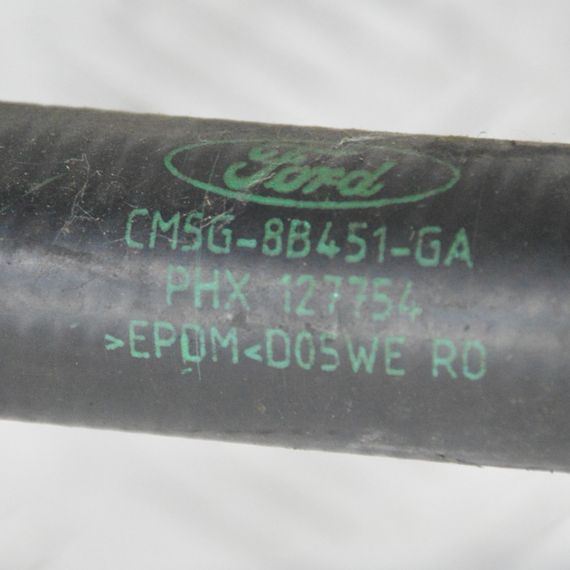 Ford
CM5G-8B451-GA
PHX 127754
>EPDM<D05WE RO